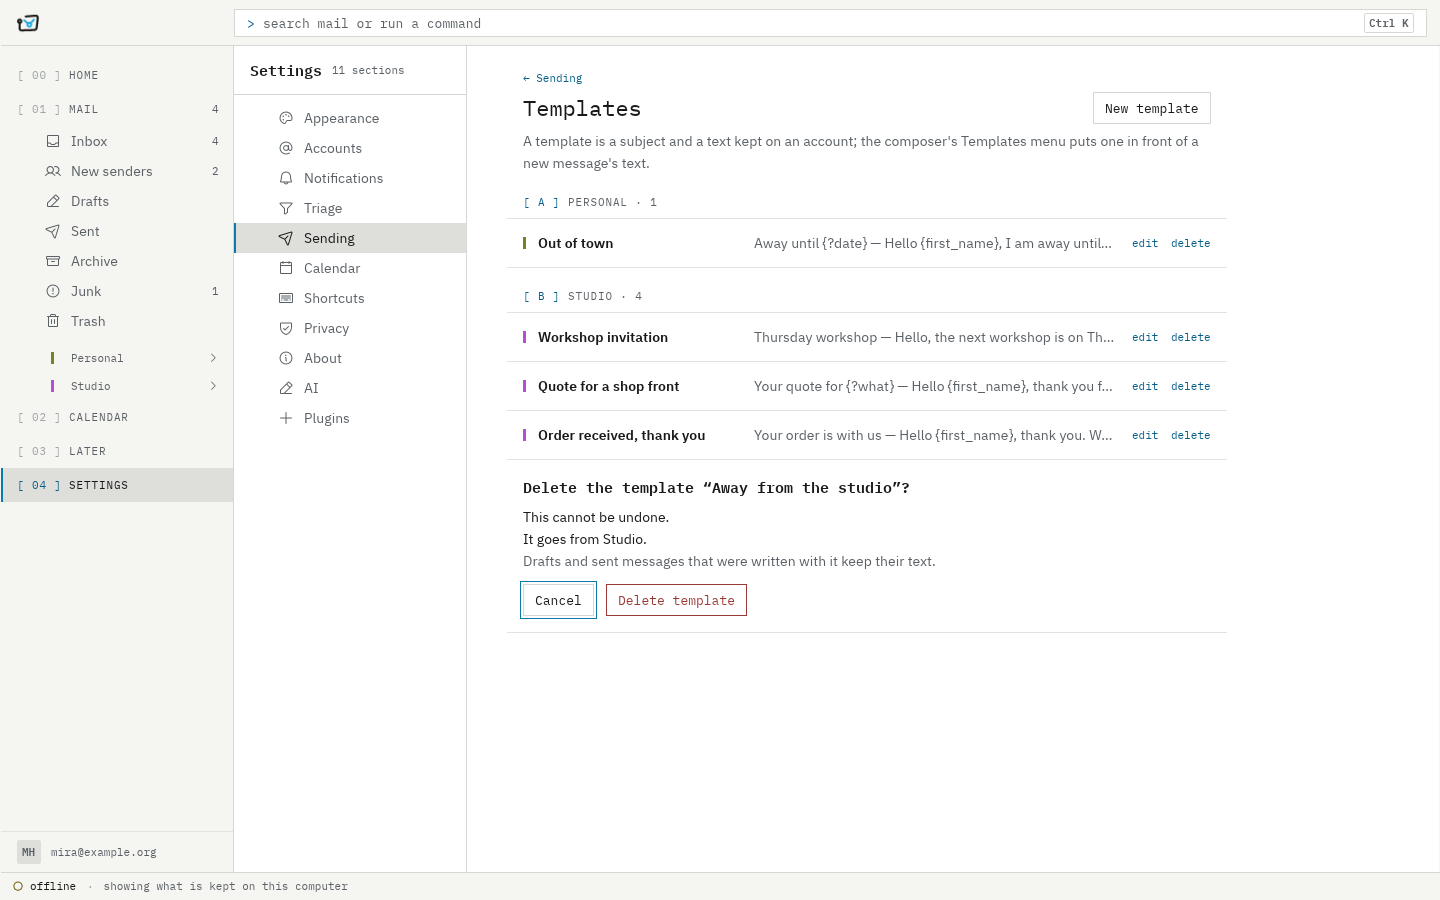 > search mail or run a command
Ctrl K
[ 00 ] HOME
[ 01 ] MAIL 4
Inbox 4
New senders 2
Drafts
Sent
Archive
Junk 1
Trash
Personal
Studio
[ 02 ] CALENDAR
[ 03 ] LATER
[ 04 ] SETTINGS
MH mira@example.org
Settings 11 sections
Appearance
Accounts
Notifications
Triage
Sending
Calendar
Shortcuts
Privacy
About
AI
Plugins
← Sending
Templates
New template
A template is a subject and a text kept on an account; the composer's Templates menu puts one in front of a
new message's text.
[ A ] PERSONAL · 1
Out of town Away until {?date} — Hello {first_name}, I am away until... edit delete
[ B ] STUDIO · 4
Workshop invitation Thursday workshop — Hello, the next workshop is on Th... edit delete
Quote for a shop front Your quote for {?what} — Hello {first_name}, thank you f... edit delete
Order received, thank you Your order is with us — Hello {first_name}, thank you. W... edit delete
Delete the template “Away from the studio”?
This cannot be undone.
It goes from Studio.
Drafts and sent messages that were written with it keep their text.
Cancel Delete template
offline · showing what is kept on this computer